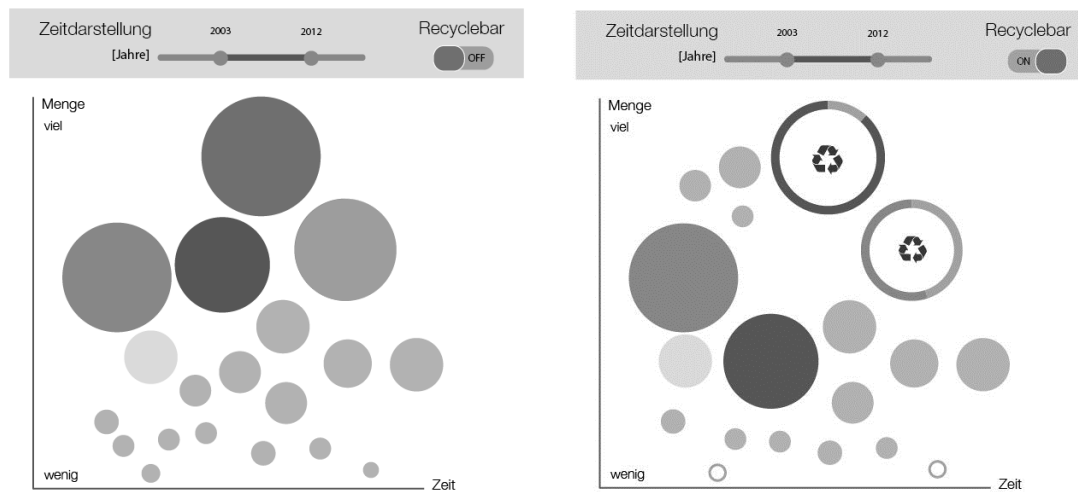 Zeitdarstellung
[Jahre]
2003
2012
Recyclebar
OFF
Menge
viel
wenig
Zeit
Zeitdarstellung
[Jahre]
2003
2012
Recyclebar
ON
Menge
viel
wenig
Zeit